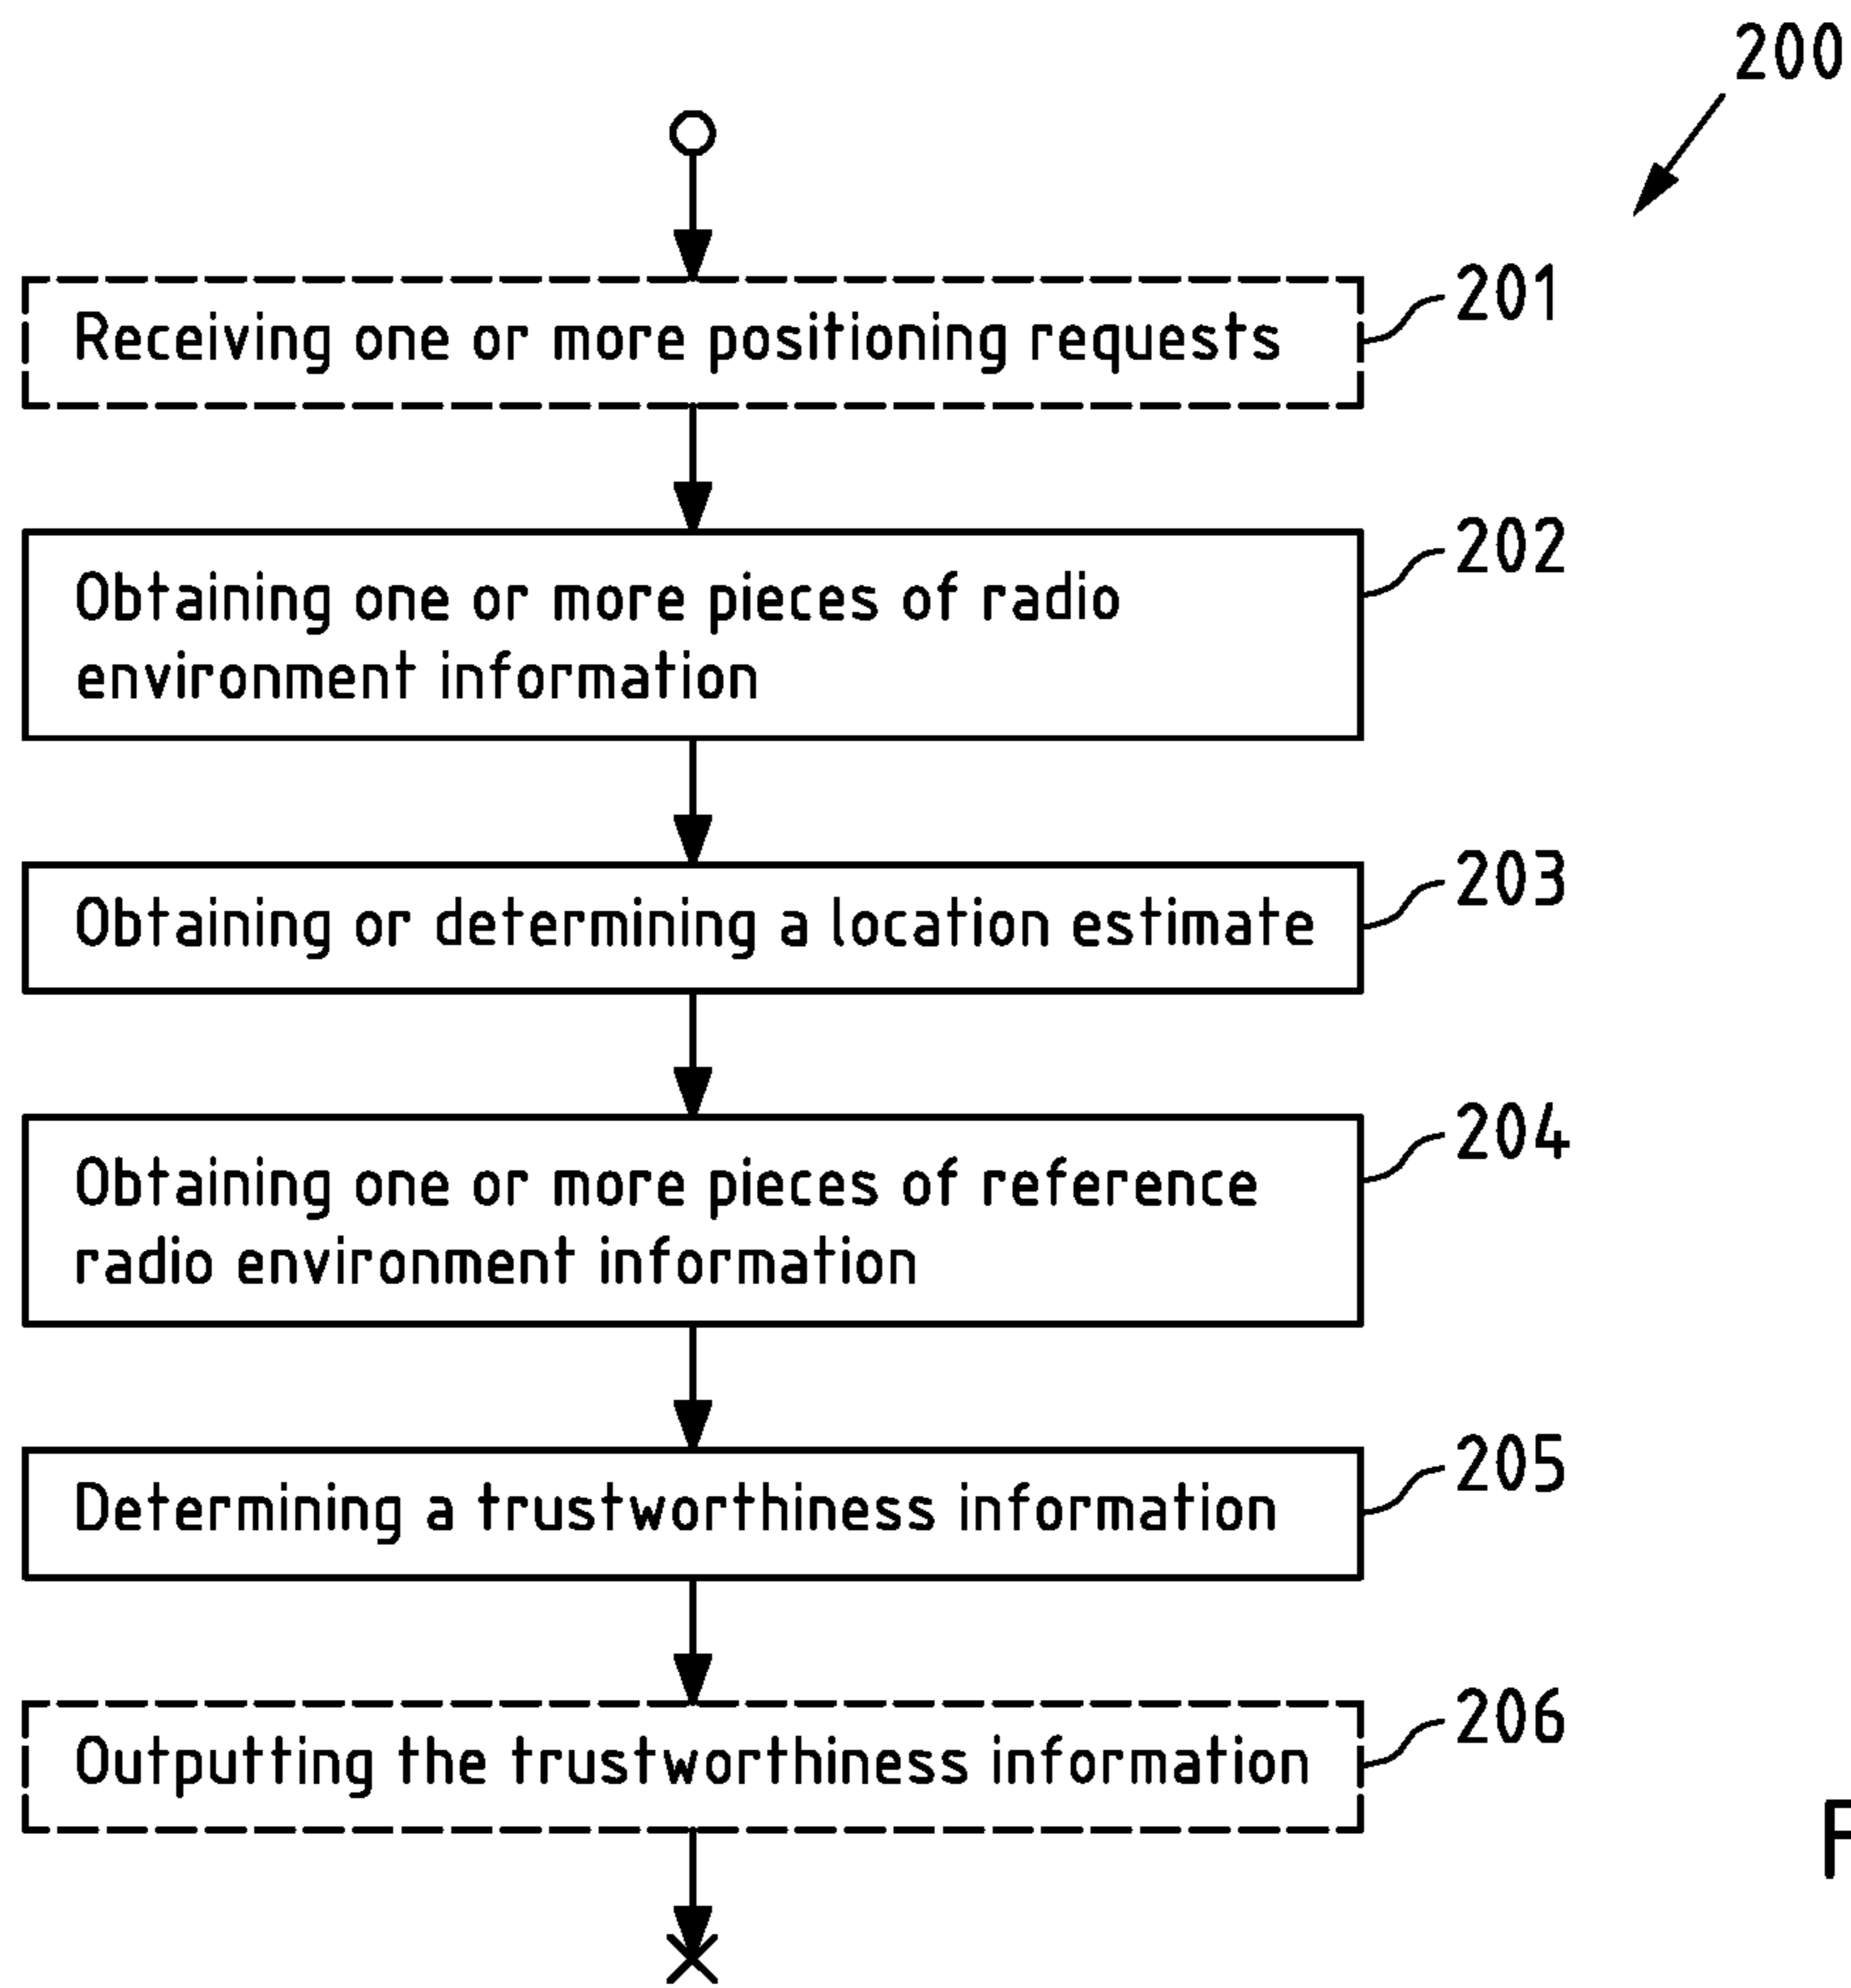 200
Receiving one or more positioning requests
201
Obtaining one or more pieces of radio
environment information
202
Obtaining or determining a location estimate
203
Obtaining one or more pieces of reference
radio environment information
204
Determining a trustworthiness information
205
Outputting the trustworthiness information
206